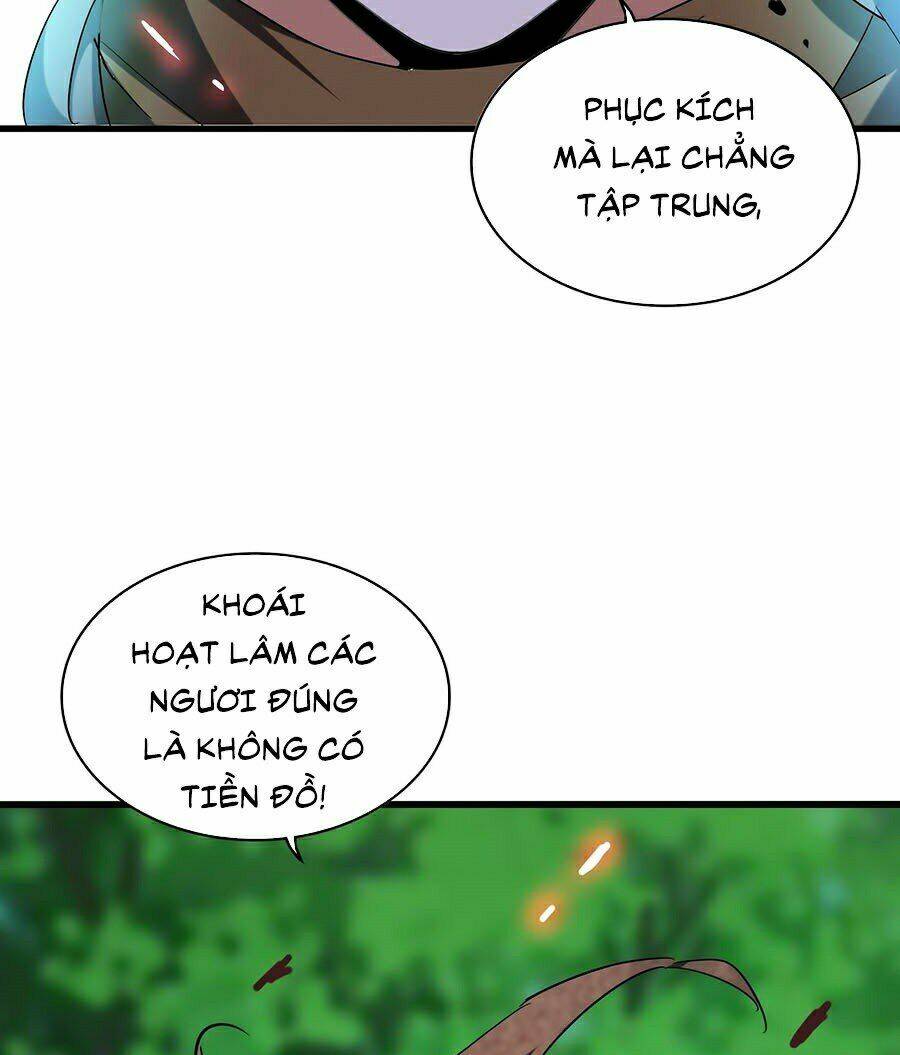 PHỤC KÍCH
MÀ LẠI CHẲNG
TẬP TRUNG,
KHOÁI
HOẠT LÂM CÁC
NGƯƠI ĐÚNG
LÀ KHÔNG CÓ
TIỀN ĐỒ!